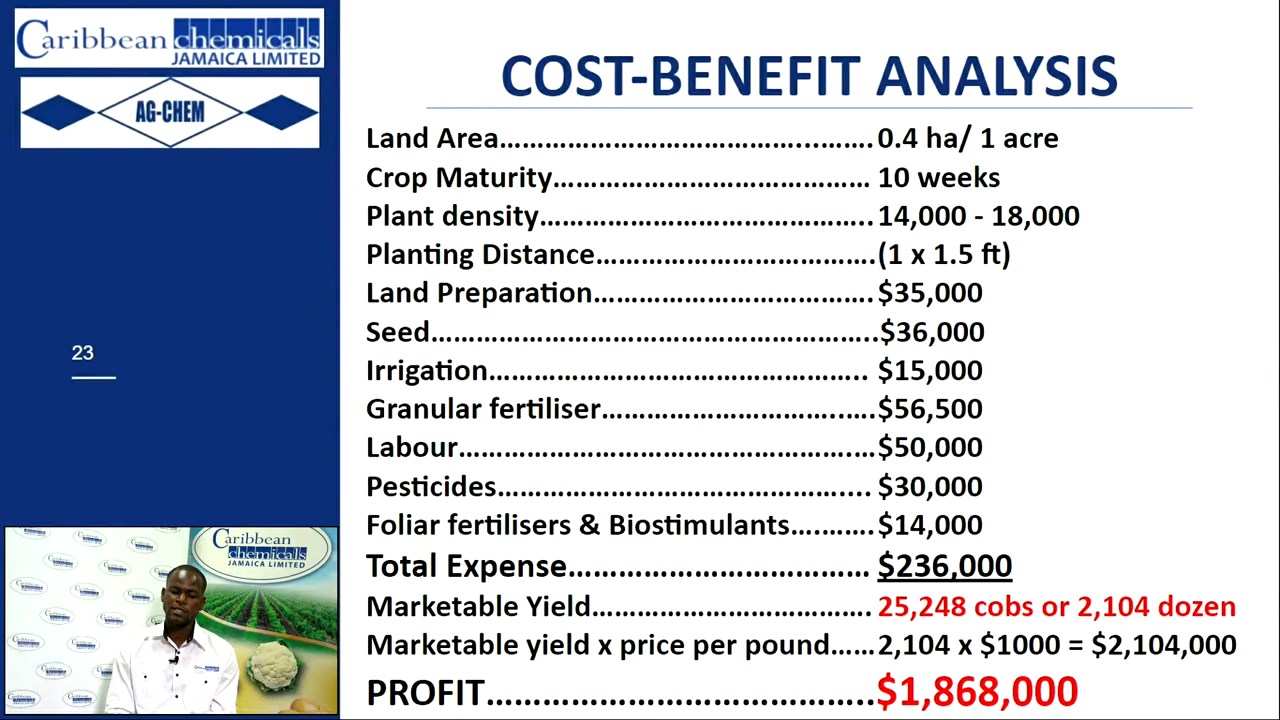 Caribbean chemicals
JAMAICA LIMITED
AG-CHEM
COST-BENEFIT ANALYSIS
Land Area……………………………………...……. 0.4 ha/ 1 acre
Crop Maturity…………………………………… 10 weeks
Plant density…………………………………….. 14,000 - 18,000
Planting Distance……………………………….(1 x 1.5 ft)
Land Preparation………………………………. $35,000
Seed…………………………………………………..$36,000
Irrigation………………………………………….. $15,000
Granular fertiliser…………………………..…..$56,500
Labour………………………………………………… $50,000
Pesticides……………………………………….... $30,000
Foliar fertilisers & Biostimulants…….……. $14,000
Total Expense………………………………… $236,000
Marketable Yield………………………………. 25,248 cobs or 2,104 dozen
Marketable yield x price per pound……2,104 x $1000 = $2,104,000
PROFIT…………………………………………..$1,868,000
23
Caribbean
chemicals
JAMAICA LIMITED